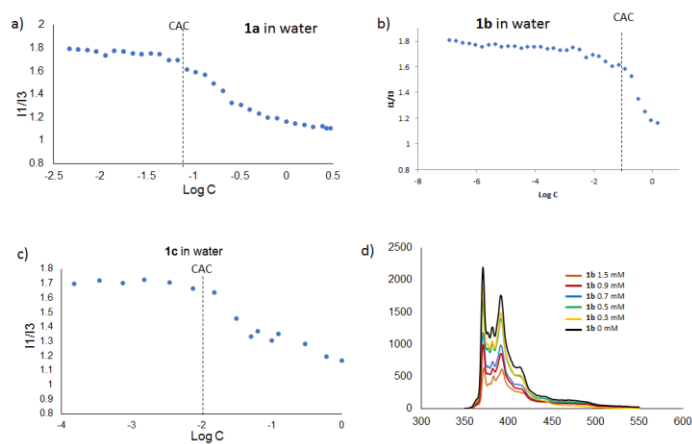 a)
CAC
1a in water
I1/I3
2
1.8
1.6
1.4
1.2
1
0.8
-2.5
-2
-1.5
-1
-0.5
0
0.5
Log C
b)
1b in water
CAC
I1/I3
1.8
1.6
1.4
1.2
1
0.8
-8
-6
-4
-2
0
Log C
c)
1c in water
CAC
I1/I3
1.8
1.7
1.6
1.5
1.4
1.3
1.2
1.1
1
0.9
0.8
-4
-3
-2
-1
0
Log C
d)
2500
2000
1500
1000
500
0
300
350
400
450
500
550
600
1b 1.5 mM
1b 0.9 mM
1b 0.7 mM
1b 0.5 mM
1b 0.3 mM
1b 0 mM